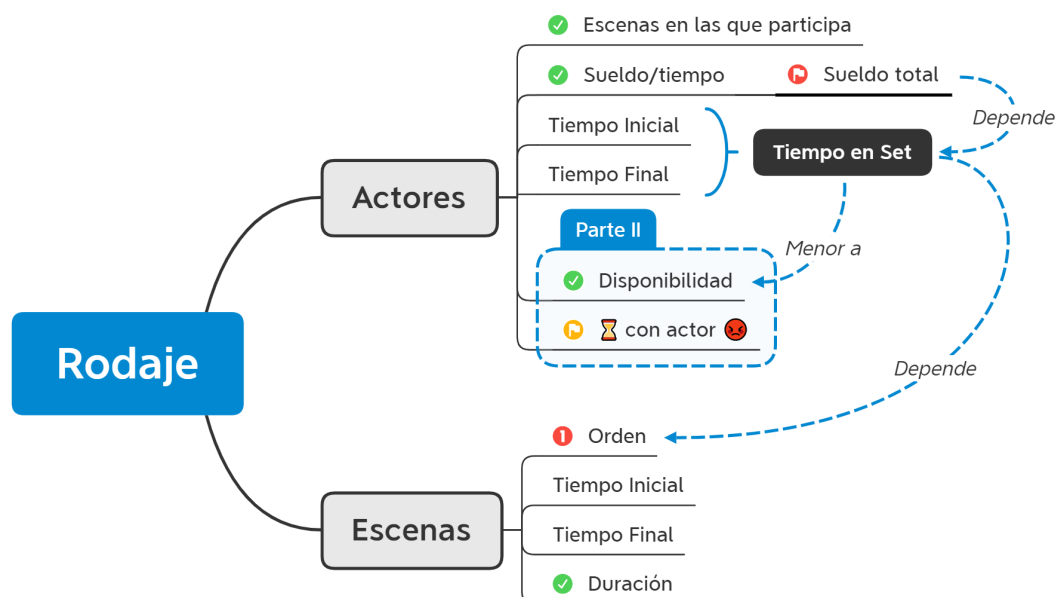 Escenas en las que participa
Sueldo/tiempo
Sueldo total
Depende
Tiempo Inicial
Tiempo en Set
Tiempo Final
Actores
Parte II
Menor a
Disponibilidad
con actor
Rodaje
Depende
1 Orden
Tiempo Inicial
Escenas
Tiempo Final
Duración